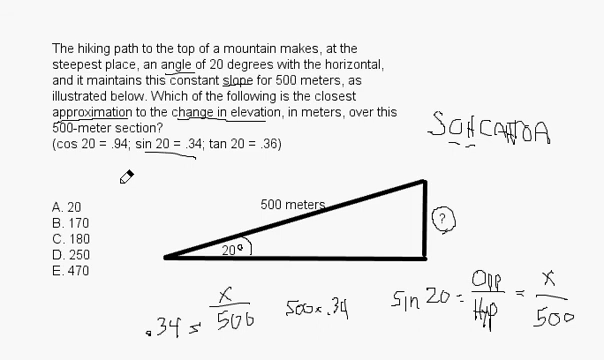 The hiking path to the top of a mountain makes, at the
steepest place, an angle of 20 degrees with the horizontal,
and it maintains this constant slope for 500 meters, as
illustrated below. Which of the following is the closest
approximation to the change in elevation, in meters, over this
500-meter section?
(cos 20 = .94; sin 20 = .34; tan 20 = .36)
SOHCAHTOA
A. 20
B. 170
C. 180
D. 250
E. 470
500 meters
?
20°
.34 = x/500
500 x .34
sin 20 = Opp/Hyp = x/500